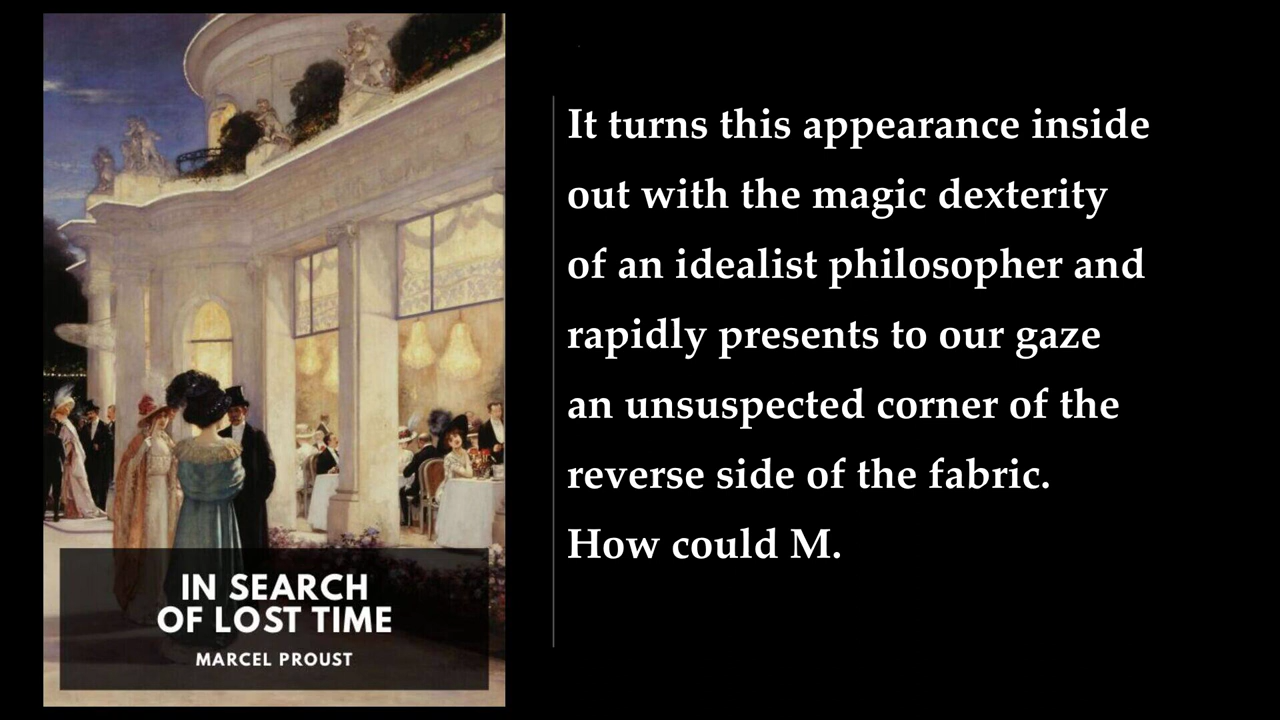 IN SEARCH
OF LOST TIME
MARCEL PROUST
It turns this appearance inside
out with the magic dexterity
of an idealist philosopher and
rapidly presents to our gaze
an unsuspected corner of the
reverse side of the fabric.
How could M.